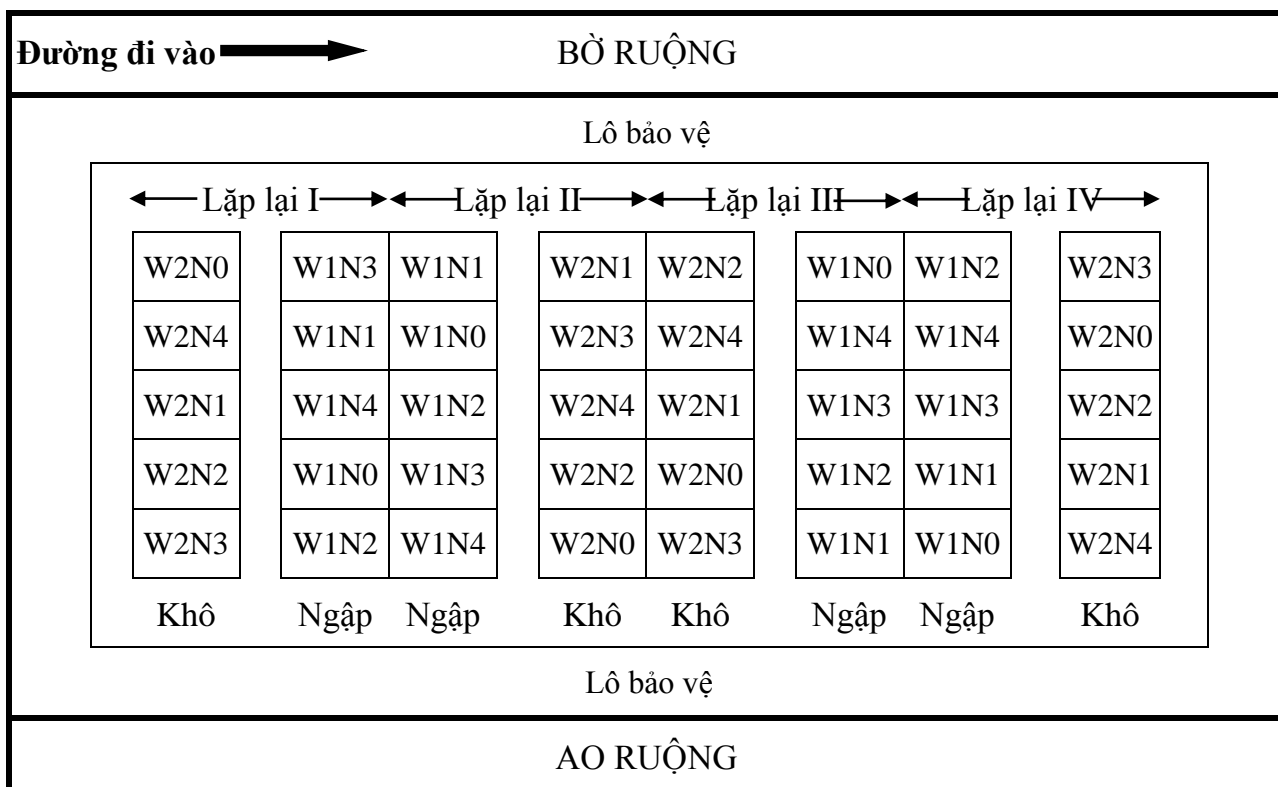 Đường đi vào BỜ RUỘNG
Lô bảo vệ
Lặp lại I Lặp lại II Lặp lại III Lặp lại IV
W2N0 W1N3 W1N1 W2N1 W2N2 W1N0 W1N2 W2N3
W2N4 W1N1 W1N0 W2N3 W2N4 W1N4 W1N4 W2N0
W2N1 W1N4 W1N2 W2N4 W2N1 W1N3 W1N3 W2N2
W2N2 W1N0 W1N3 W2N2 W2N0 W1N2 W1N1 W2N1
W2N3 W1N2 W1N4 W2N0 W2N3 W1N1 W1N0 W2N4
Khô Ngập Ngập Khô Khô Ngập Ngập Khô
Lô bảo vệ
AO RUỘNG